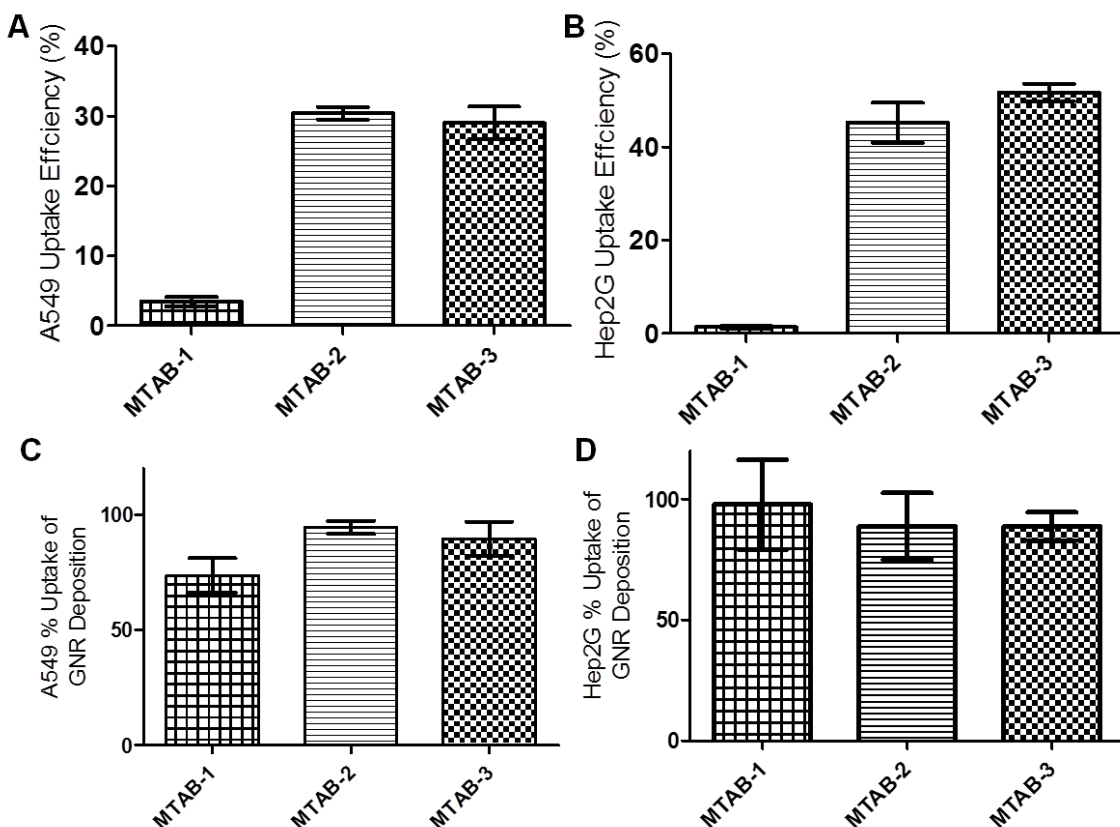 A
A549 Uptake Effciency (%)
40
30
20
10
0
MTAB-1
MTAB-2
MTAB-3
B
Hep2G Uptake Effciency (%)
60
40
20
0
MTAB-1
MTAB-2
MTAB-3
C
A549 % Uptake of
GNR Deposition
100
50
0
MTAB-1
MTAB-2
MTAB-3
D
Hep2G % Uptake of
GNR Deposition
100
50
0
MTAB-1
MTAB-2
MTAB-3